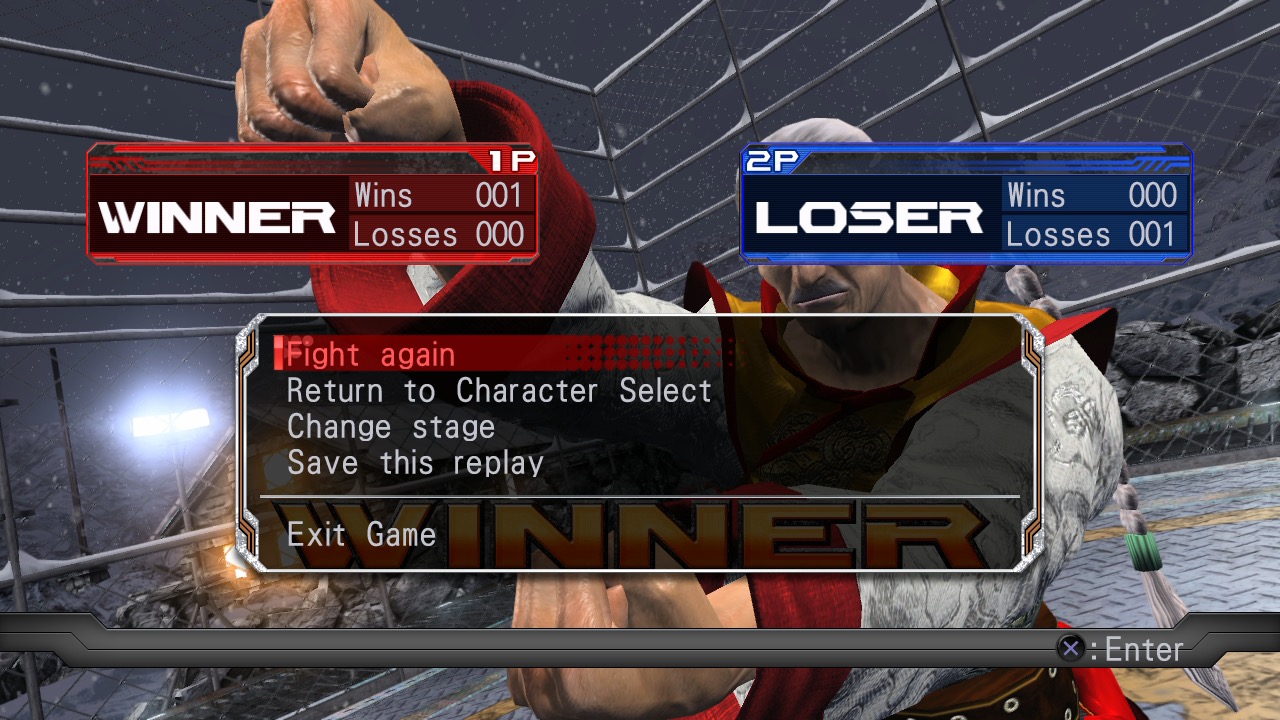 1P
WINNER
Wins 001
Losses 000
2P
LOSER
Wins 000
Losses 001
Fight again
Return to Character Select
Change stage
Save this replay
Exit Game
WINNER
:Enter